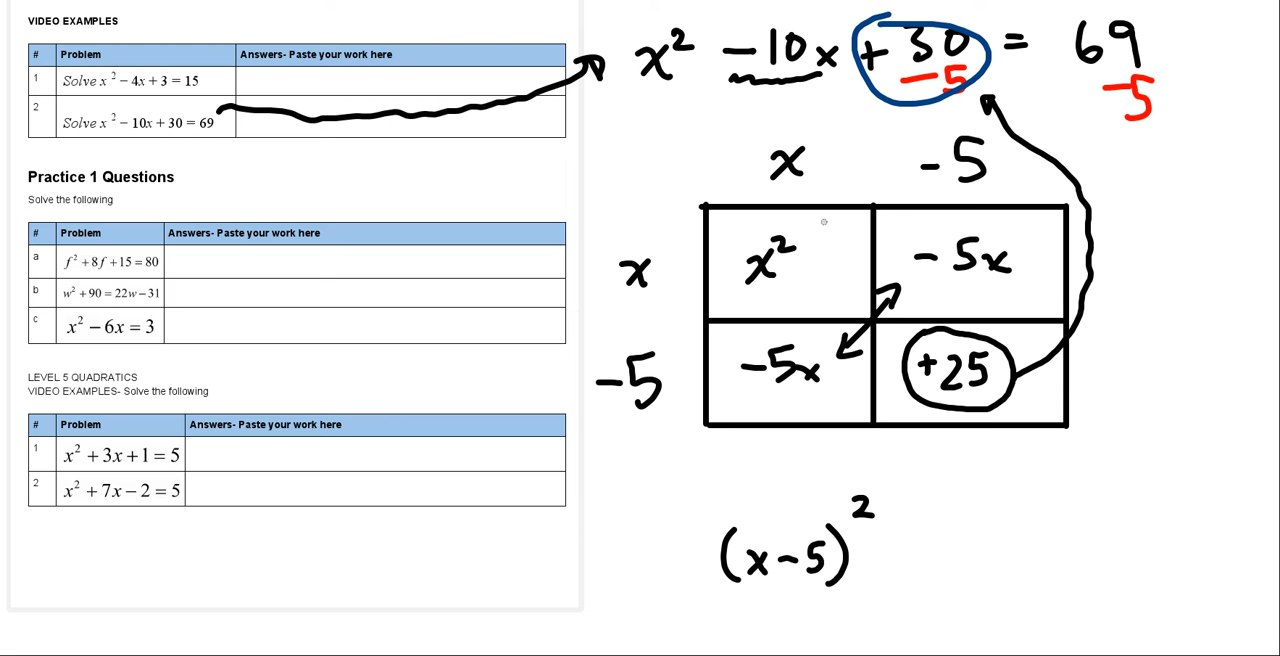 VIDEO EXAMPLES
# Problem Answers- Paste your work here
1 Solve x² − 4x + 3 = 15
2 Solve x² − 10x + 30 = 69
Practice 1 Questions
Solve the following
# Problem Answers- Paste your work here
a f² + 8f + 15 = 80
b w² + 90 = 22w − 31
c x² − 6x = 3
LEVEL 5 QUADRATICS
VIDEO EXAMPLES- Solve the following
# Problem Answers- Paste your work here
1 x² + 3x + 1 = 5
2 x² + 7x − 2 = 5
x² − 10x + 30 = 69
−5 −5
x −5
x x² −5x
−5 −5x +25
(x − 5)²